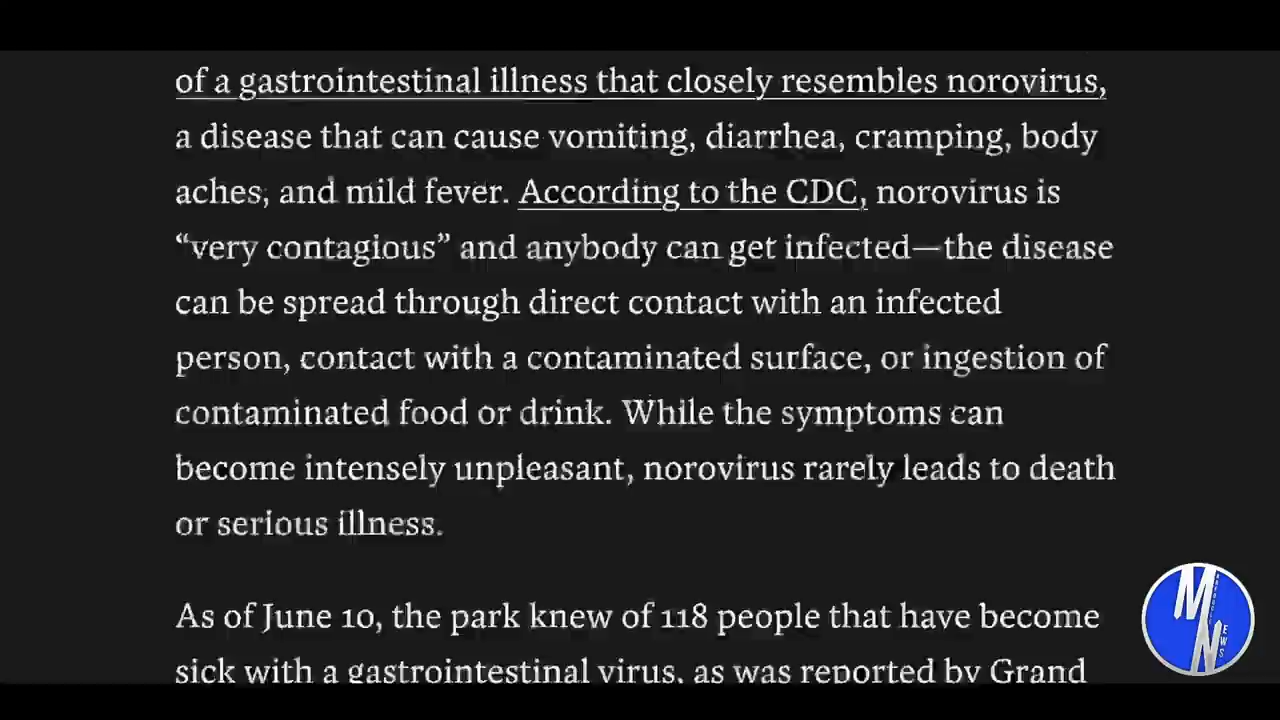 of a gastrointestinal illness that closely resembles norovirus,
a disease that can cause vomiting, diarrhea, cramping, body
aches, and mild fever. According to the CDC, norovirus is
“very contagious” and anybody can get infected—the disease
can be spread through direct contact with an infected
person, contact with a contaminated surface, or ingestion of
contaminated food or drink. While the symptoms can
become intensely unpleasant, norovirus rarely leads to death
or serious illness.
As of June 10, the park knew of 118 people that have become
sick with a gastrointestinal virus, as was reported by Grand
M
N
EWS